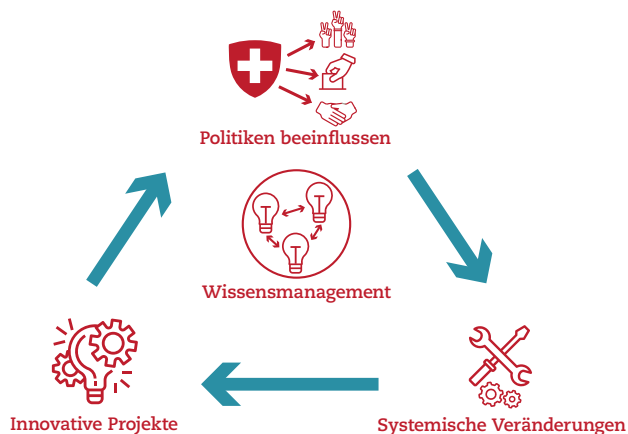 Politiken beeinflussen
Wissensmanagement
Innovative Projekte
Systemische Veränderungen